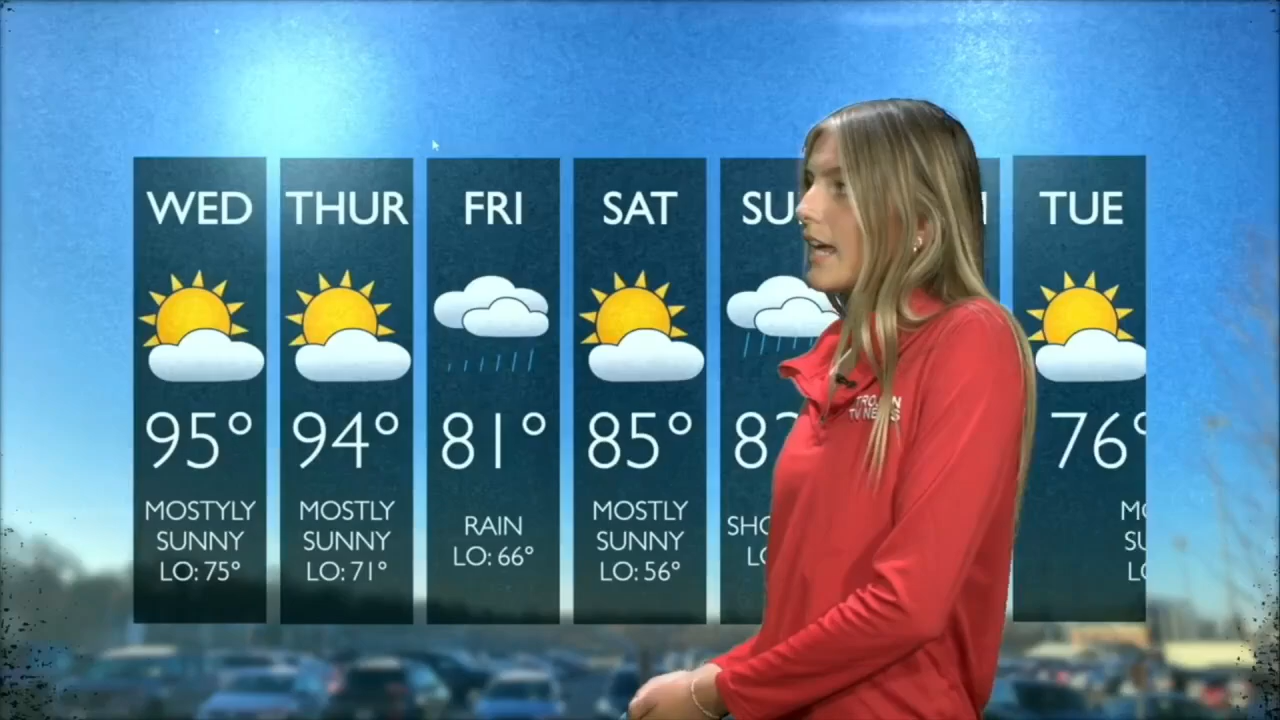 WED
THUR
FRI
SAT
TUE
95°
94°
81°
85°
76°
MOSTYLY
SUNNY
LO: 75°
MOSTLY
SUNNY
LO: 71°
RAIN
LO: 66°
MOSTLY
SUNNY
LO: 56°
TROJAN
TV NEWS